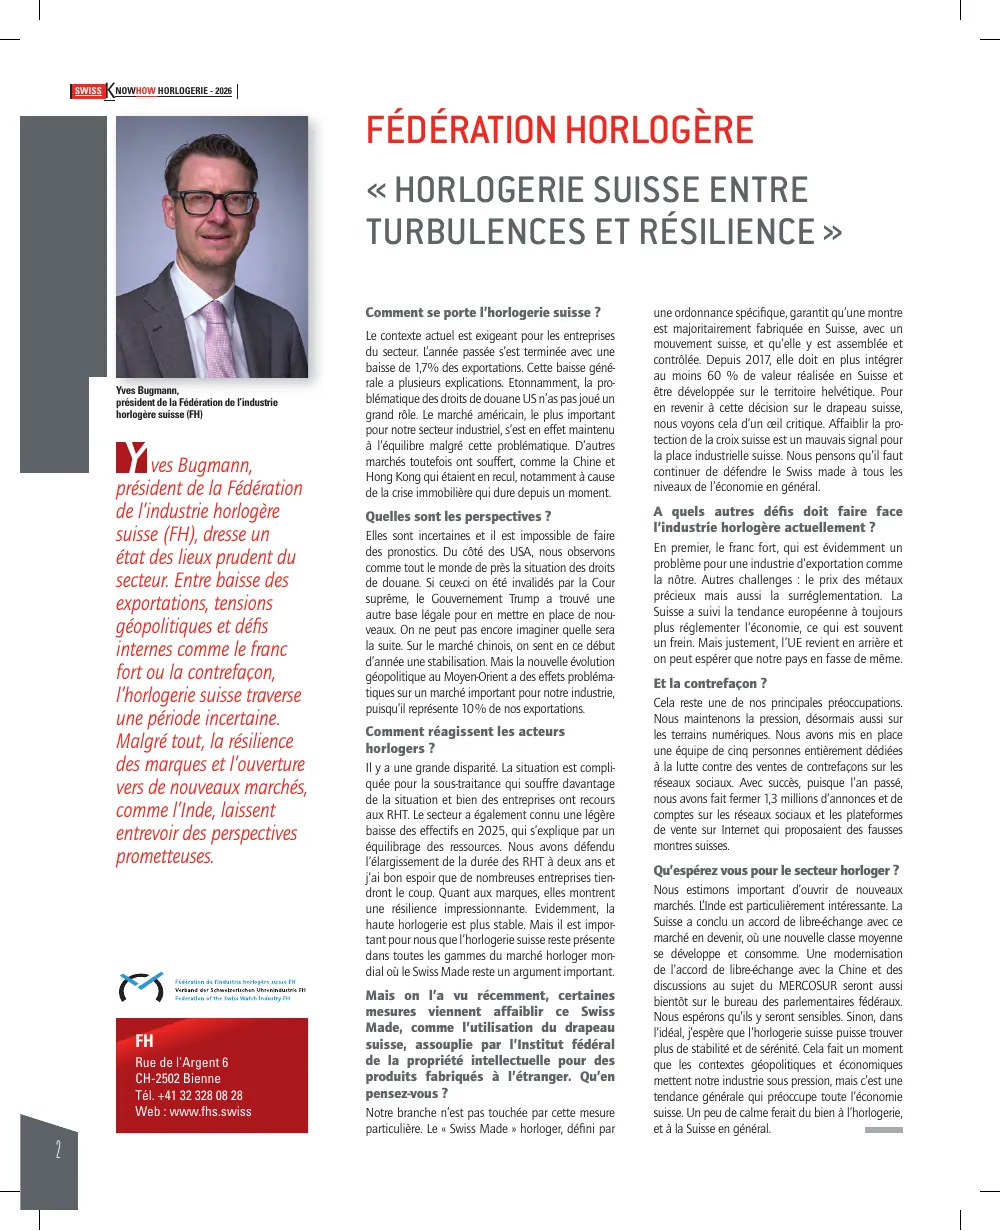 SWISS KNOWHOW HORLOGERIE - 2026
FÉDÉRATION HORLOGÈRE
« HORLOGERIE SUISSE ENTRE
TURBULENCES ET RÉSILIENCE »
Yves Bugmann,
président de la Fédération de l'industrie
horlogère suisse (FH)
Yves Bugmann,
président de la Fédération
de l'industrie horlogère
suisse (FH), dresse un
état des lieux prudent du
secteur. Entre baisse des
exportations, tensions
géopolitiques et défis
internes comme le franc
fort ou la contrefaçon,
l'horlogerie suisse traverse
une période incertaine.
Malgré tout, la résilience
des marques et l'ouverture
vers de nouveaux marchés,
comme l'Inde, laissent
entrevoir des perspectives
prometteuses.
Fédération de l'industrie horlogère suisse FH
Verband der Schweizerischen Uhrenindustrie FH
Federation of the Swiss Watch Industry FH
FH
Rue de l'Argent 6
CH-2502 Bienne
Tél. +41 32 328 08 28
Web : www.fhs.swiss
2
Comment se porte l'horlogerie suisse ?
Le contexte actuel est exigeant pour les entreprises
du secteur. L'année passée s'est terminée avec une
baisse de 1,7% des exportations. Cette baisse géné-
rale a plusieurs explications. Etonnamment, la pro-
blématique des droits de douane US n'as pas joué un
grand rôle. Le marché américain, le plus important
pour notre secteur industriel, s'est en effet maintenu
à l'équilibre malgré cette problématique. D'autres
marchés toutefois ont souffert, comme la Chine et
Hong Kong qui étaient en recul, notamment à cause
de la crise immobilière qui dure depuis un moment.
Quelles sont les perspectives ?
Elles sont incertaines et il est impossible de faire
des pronostics. Du côté des USA, nous observons
comme tout le monde de près la situation des droits
de douane. Si ceux-ci on été invalidés par la Cour
suprême, le Gouvernement Trump a trouvé une
autre base légale pour en mettre en place de nou-
veaux. On ne peut pas encore imaginer quelle sera
la suite. Sur le marché chinois, on sent en ce début
d'année une stabilisation. Mais la nouvelle évolution
géopolitique au Moyen-Orient a des effets probléma-
tiques sur un marché important pour notre industrie,
puisqu'il représente 10% de nos exportations.
Comment réagissent les acteurs
horlogers ?
Il y a une grande disparité. La situation est compli-
quée pour la sous-traitance qui souffre davantage
de la situation et bien des entreprises ont recours
aux RHT. Le secteur a également connu une légère
baisse des effectifs en 2025, qui s'explique par un
équilibrage des ressources. Nous avons défendu
l'élargissement de la durée des RHT à deux ans et
j'ai bon espoir que de nombreuses entreprises tien-
dront le coup. Quant aux marques, elles montrent
une résilience impressionnante. Evidemment, la
haute horlogerie est plus stable. Mais il est impor-
tant pour nous que l'horlogerie suisse reste présente
dans toutes les gammes du marché horloger mon-
dial où le Swiss Made reste un argument important.
Mais on l'a vu récemment, certaines
mesures viennent affaiblir ce Swiss
Made, comme l'utilisation du drapeau
suisse, assouplie par l'Institut fédéral
de la propriété intellectuelle pour des
produits fabriqués à l'étranger. Qu'en
pensez-vous ?
Notre branche n'est pas touchée par cette mesure
particulière. Le « Swiss Made » horloger, défini par
une ordonnance spécifique, garantit qu'une montre
est majoritairement fabriquée en Suisse, avec un
mouvement suisse, et qu'elle y est assemblée et
contrôlée. Depuis 2017, elle doit en plus intégrer
au moins 60 % de valeur réalisée en Suisse et
être développée sur le territoire helvétique. Pour
en revenir à cette décision sur le drapeau suisse,
nous voyons cela d'un œil critique. Affaiblir la pro-
tection de la croix suisse est un mauvais signal pour
la place industrielle suisse. Nous pensons qu'il faut
continuer de défendre le Swiss made à tous les
niveaux de l'économie en général.
A quels autres défis doit faire face
l'industrie horlogère actuellement ?
En premier, le franc fort, qui est évidemment un
problème pour une industrie d'exportation comme
la nôtre. Autres challenges : le prix des métaux
précieux mais aussi la surréglementation. La
Suisse a suivi la tendance européenne à toujours
plus réglementer l'économie, ce qui est souvent
un frein. Mais justement, l'UE revient en arrière et
on peut espérer que notre pays en fasse de même.
Et la contrefaçon ?
Cela reste une de nos principales préoccupations.
Nous maintenons la pression, désormais aussi sur
les terrains numériques. Nous avons mis en place
une équipe de cinq personnes entièrement dédiées
à la lutte contre des ventes de contrefaçons sur les
réseaux sociaux. Avec succès, puisque l'an passé,
nous avons fait fermer 1,3 millions d'annonces et de
comptes sur les réseaux sociaux et les plateformes
de vente sur Internet qui proposaient des fausses
montres suisses.
Qu'espérez vous pour le secteur horloger ?
Nous estimons important d'ouvrir de nouveaux
marchés. L'Inde est particulièrement intéressante. La
Suisse a conclu un accord de libre-échange avec ce
marché en devenir, où une nouvelle classe moyenne
se développe et consomme. Une modernisation
de l'accord de libre-échange avec la Chine et des
discussions au sujet du MERCOSUR seront aussi
bientôt sur le bureau des parlementaires fédéraux.
Nous espérons qu'ils y seront sensibles. Sinon, dans
l'idéal, j'espère que l'horlogerie suisse puisse trouver
plus de stabilité et de sérénité. Cela fait un moment
que les contextes géopolitiques et économiques
mettent notre industrie sous pression, mais c'est une
tendance générale qui préoccupe toute l'économie
suisse. Un peu de calme ferait du bien à l'horlogerie,
et à la Suisse en général.